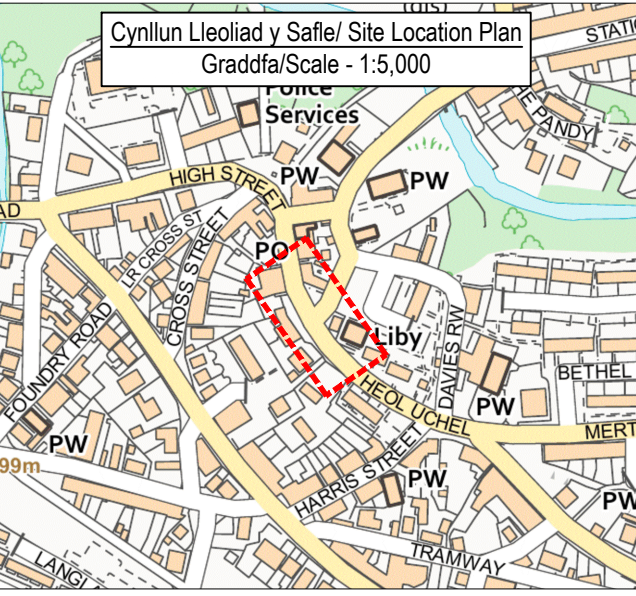 Cynllun Lleoliad y Safle/ Site Location Plan
Graddfa/Scale - 1:5,000
(dis)
STATI
Police
Services
HE PANDY
HIGH STREET
PW
PW
AD
LR CROSS ST
CROSS STREET
PO
FOUNDRY ROAD
Liby
DAVIES RW
BETHEL
HEOL UCHEL
PW
MERT
PW
99m
HARRIS STREET
PW
PW
TRAMWAY
LANGL